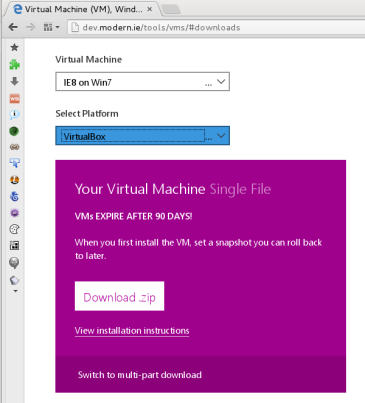 Virtual Machine (VM), Wind...
dev.modern.ie/tools/vms/#downloads
Virtual Machine
IE8 on Win7 ...
Select Platform
VirtualBox ...
Your Virtual Machine Single File
VMs EXPIRE AFTER 90 DAYS!
When you first install the VM, set a snapshot you can roll back
to later.
Download .zip
View installation instructions
Switch to multi-part download